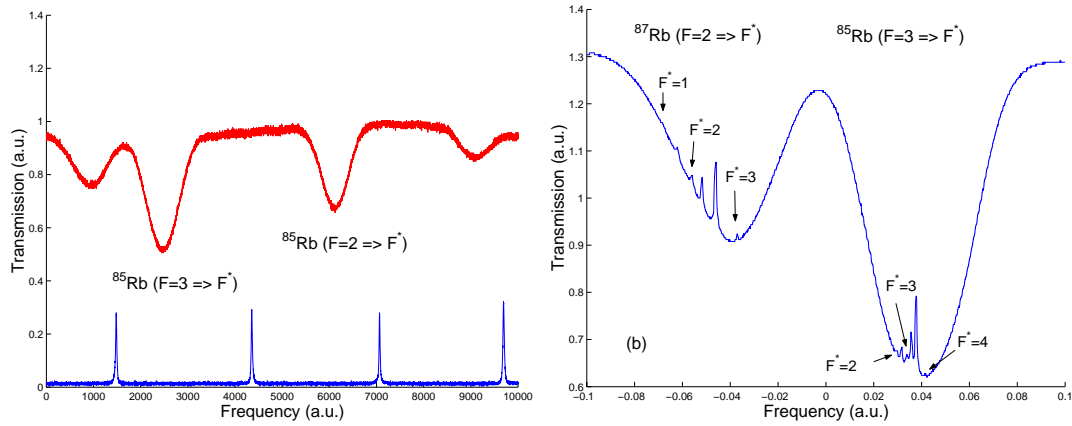 1.4
1.2
1
0.8
0.6
0.4
0.2
0
Transmission (a.u.)
⁸⁵Rb (F=2 => F*)
⁸⁵Rb (F=3 => F*)
0 1000 2000 3000 4000 5000 6000 7000 8000 9000 10000
Frequency (a.u.)
1.4
1.3
1.2
1.1
1
0.9
0.8
0.7
0.6
Transmission (a.u.)
⁸⁷Rb (F=2 => F*) ⁸⁵Rb (F=3 => F*)
F*=1
F*=2
F*=3
F*=3
(b)
F*=2
F*=4
−0.1 −0.08 −0.06 −0.04 −0.02 0 0.02 0.04 0.06 0.08 0.1
Frequency (a.u.)